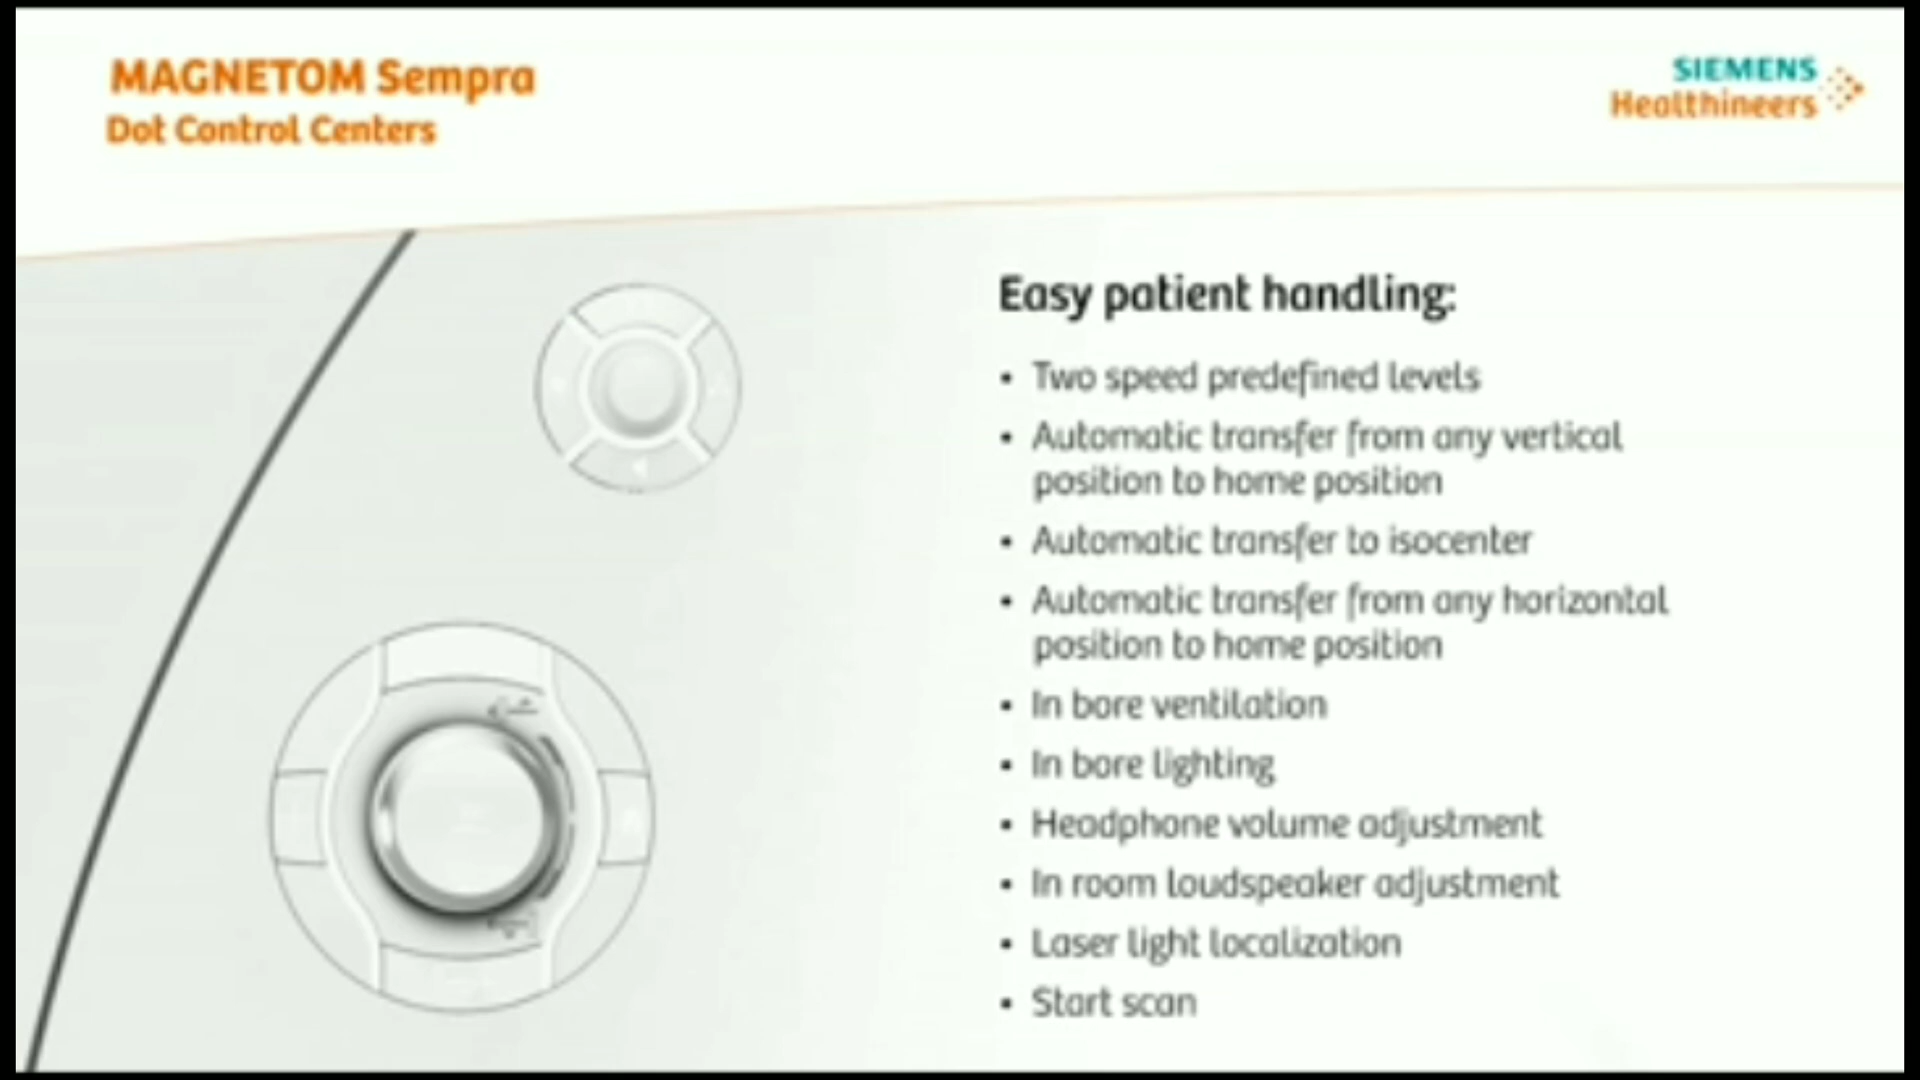 MAGNETOM Sempra
Dot Control Centers
SIEMENS
Healthineers
Easy patient handling:
• Two speed predefined levels
• Automatic transfer from any vertical
position to home position
• Automatic transfer to isocenter
• Automatic transfer from any horizontal
position to home position
• In bore ventilation
• In bore lighting
• Headphone volume adjustment
• In room loudspeaker adjustment
• Laser light localization
• Start scan